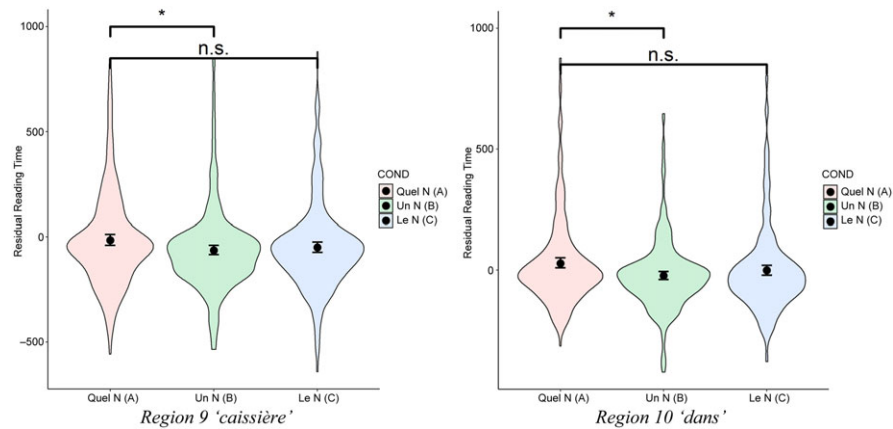 *
n.s.
1000
500
0
−500
Residual Reading Time
Quel N (A)
Un N (B)
Le N (C)
COND
Quel N (A)
Un N (B)
Le N (C)
Region 9 ‘caissière’
*
n.s.
1000
500
0
Residual Reading Time
Quel N (A)
Un N (B)
Le N (C)
COND
Quel N (A)
Un N (B)
Le N (C)
Region 10 ‘dans’